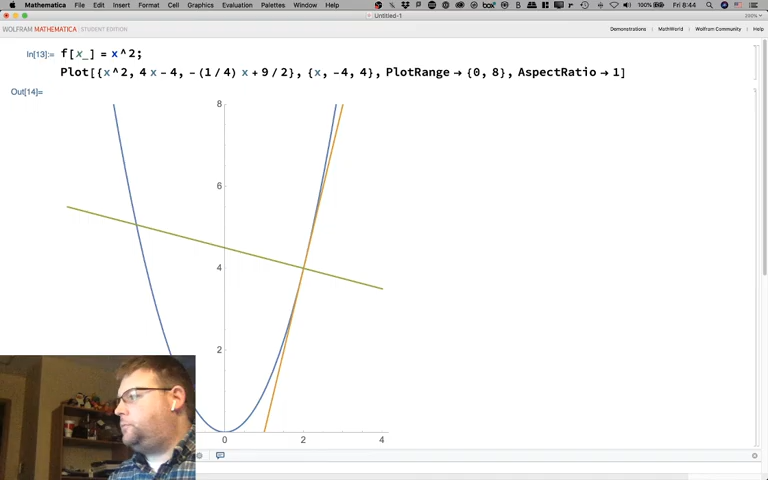 Mathematica File Edit Insert Format Cell Graphics Evaluation Palettes Window Help 100% Fri 8:44
Untitled-1
200%
WOLFRAM MATHEMATICA STUDENT EDITION Demonstrations MathWorld Wolfram Community Help
In[13]:= f[x_] = x^2;
Plot[{x^2, 4 x - 4, - (1 / 4) x + 9 / 2}, {x, -4, 4}, PlotRange → {0, 8}, AspectRatio → 1]
Out[14]=
8
6
4
2
0 2 4